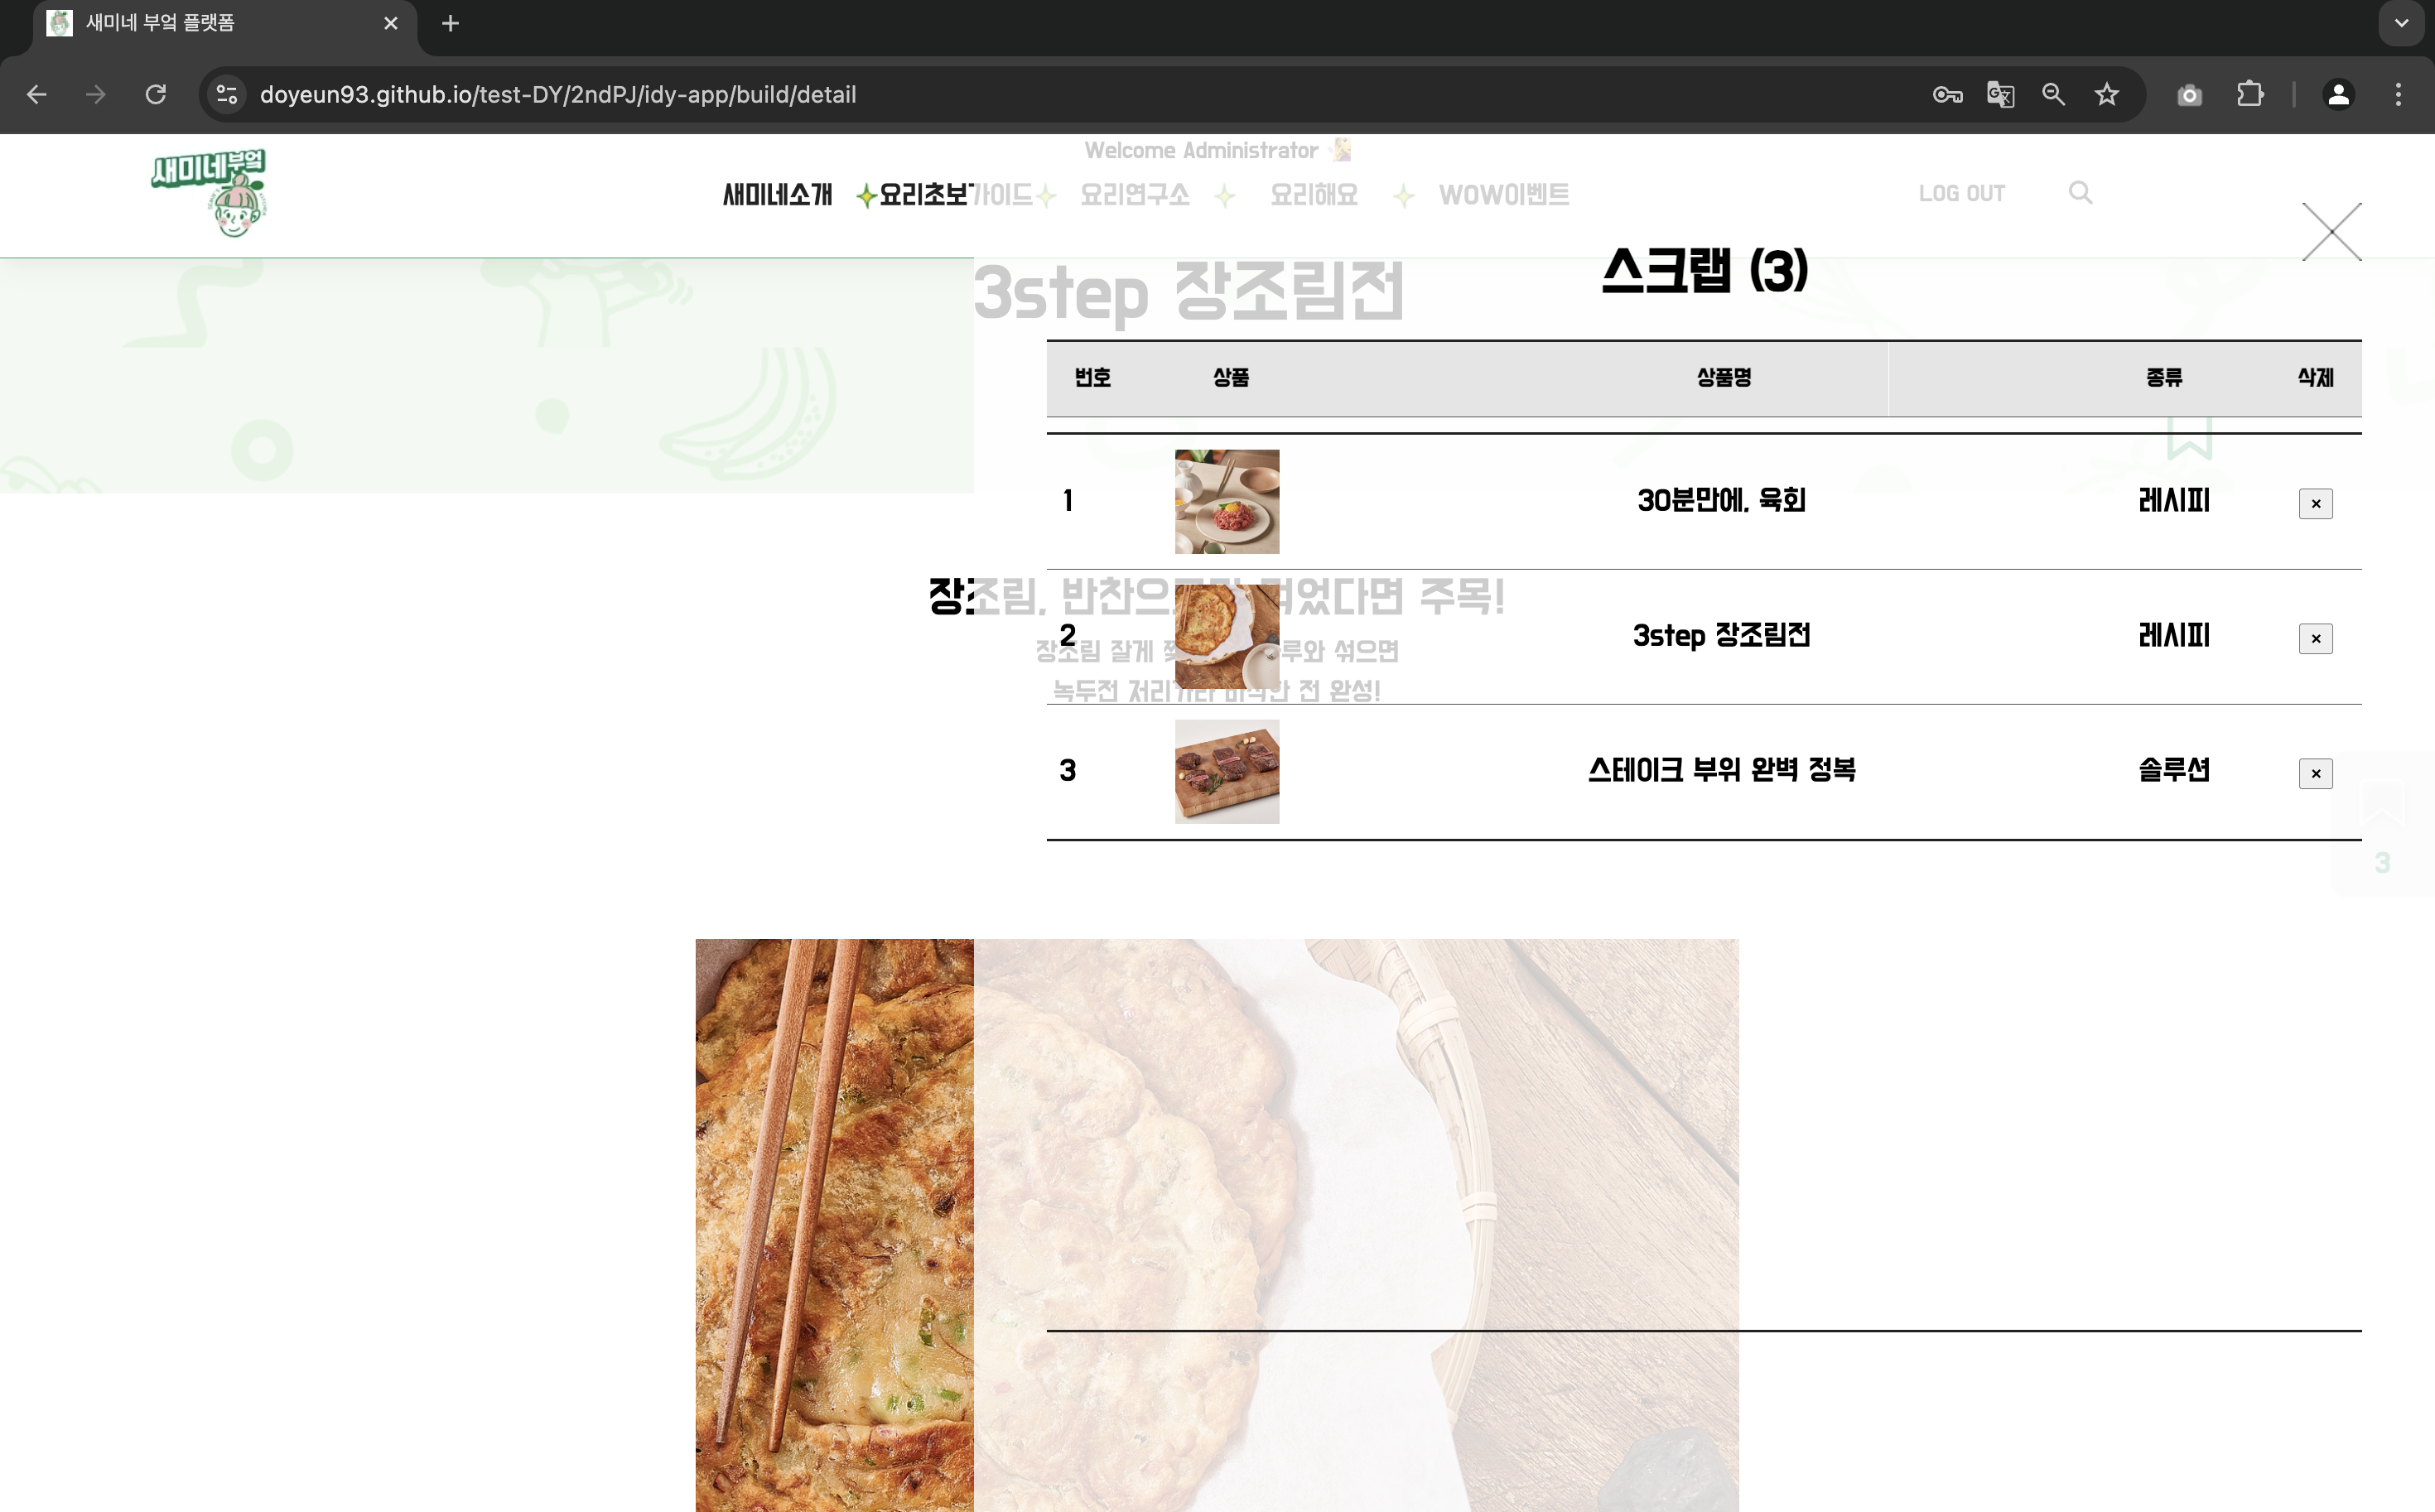 새미네 부엌 플랫폼
doyeun93.github.io/test-DY/2ndPJ/idy-app/build/detail
새미네부엌
Welcome Administrator
새미네소개 요리초보가이드 요리연구소 요리해요 WOW이벤트
LOG OUT
3step 장조림전
스크랩 (3)
번호 상품 상품명 종류 삭제
1 30분만에, 육회 레시피 ×
장조림, 반찬으 었다면 주목!
2 3step 장조림전 레시피 ×
장조림 잘게 루와 섞으면
녹두전 저리 전 완성!
3 스테이크 부위 완벽 정복 솔루션 ×
3